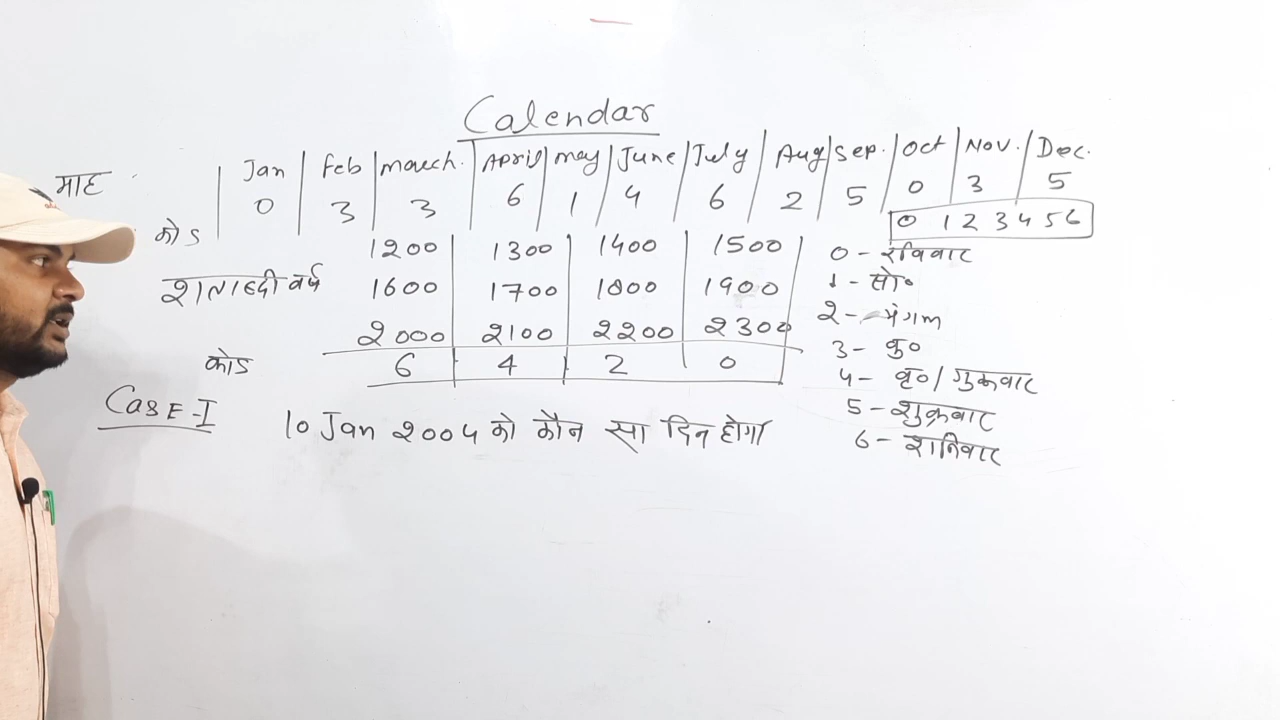 Calendar
माह Jan Feb march. April may June July Aug Sep. Oct Nov. Dec.
कोड 0 3 3 6 1 4 6 2 5 0 3 5
0 1 2 3 4 5 6
1200 1300 1400 1500
शताब्दी वर्ष 1600 1700 1800 1900
2000 2100 2200 2300
कोड 6 4 2 0
0 - रविवार
1 - सो०
2 - मंगल
3 - बु०
4 - वृ० / गुरूवार
5 - शुक्रवार
6 - शनिवार
CASE-I 10 Jan 2004 को कौन सा दिन होगा